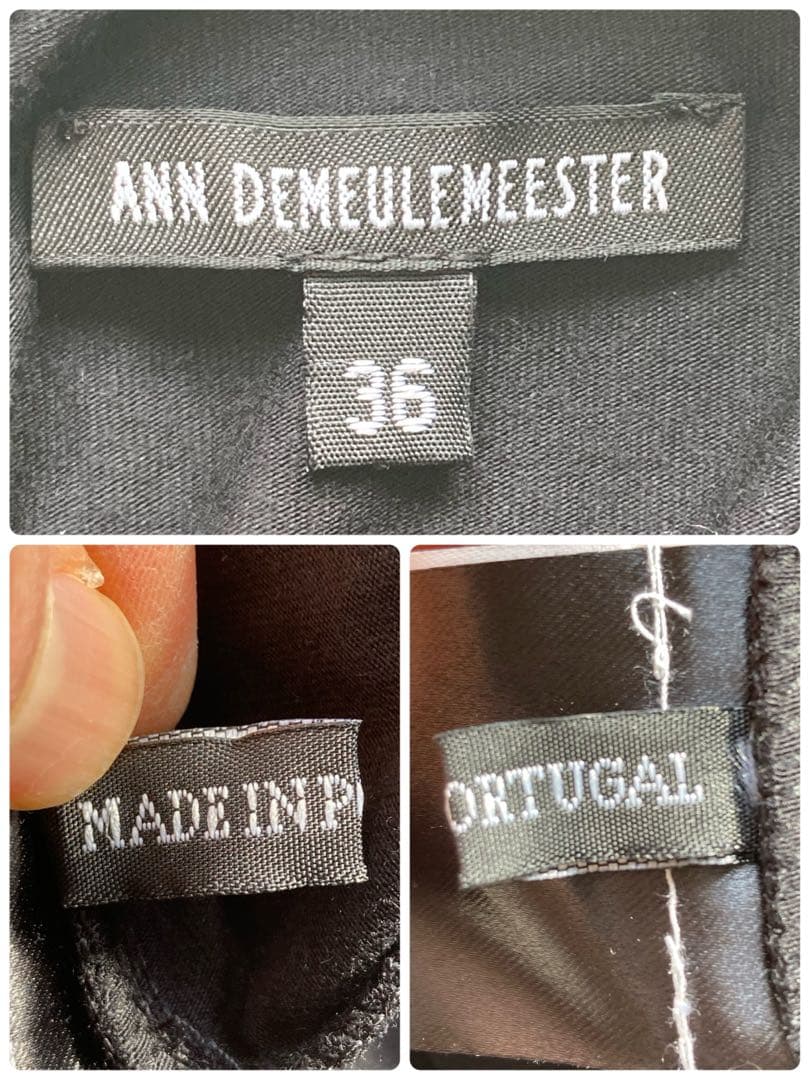 ANN DEMEULEMEESTER
36
MADE IN P
ORTUGAL